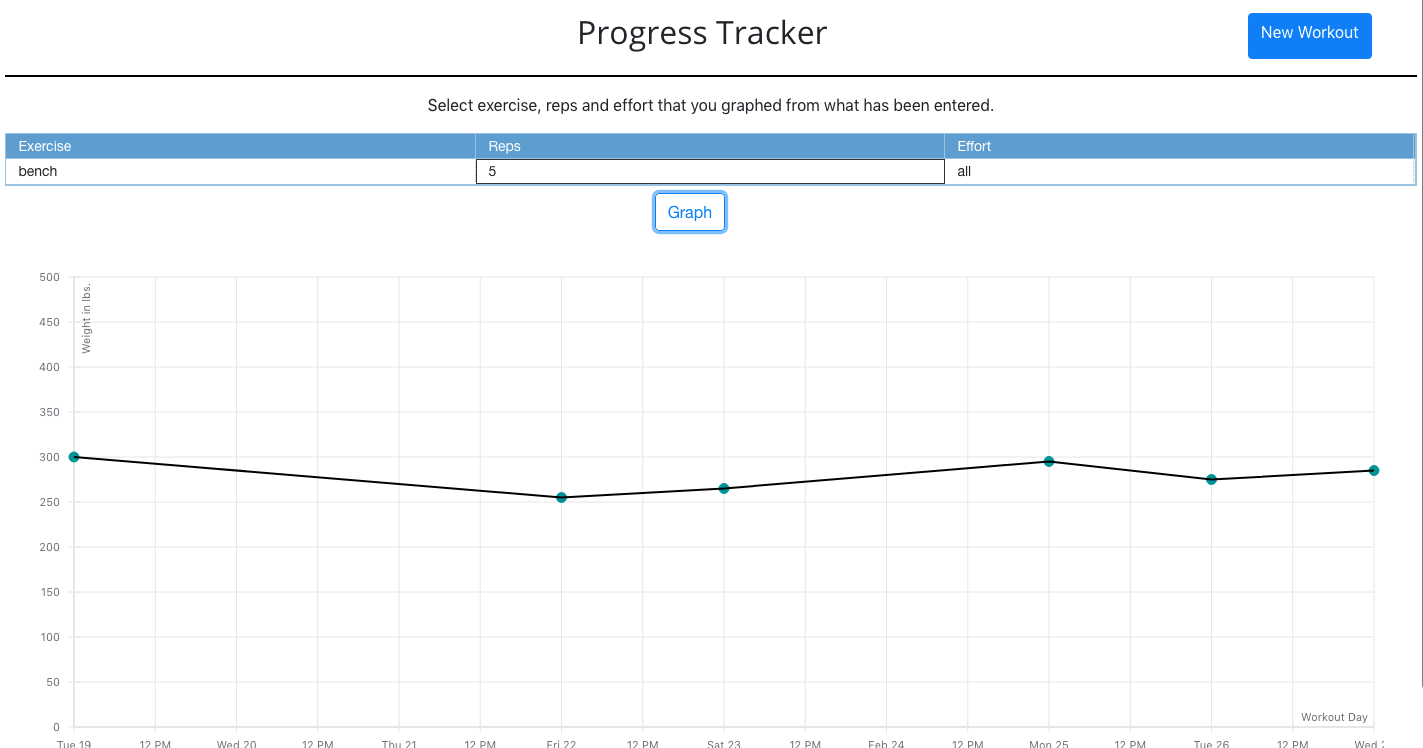 Progress Tracker
New Workout
Select exercise, reps and effort that you graphed from what has been entered.
Exercise Reps Effort
bench 5 all
Graph
500
Weight in lbs.
450
400
350
300
250
200
150
100
50
Workout Day
0
Tue 19 12 PM Wed 20 12 PM Thu 21 12 PM Fri 22 12 PM Sat 23 12 PM Feb 24 12 PM Mon 25 12 PM Tue 26 12 PM Wed